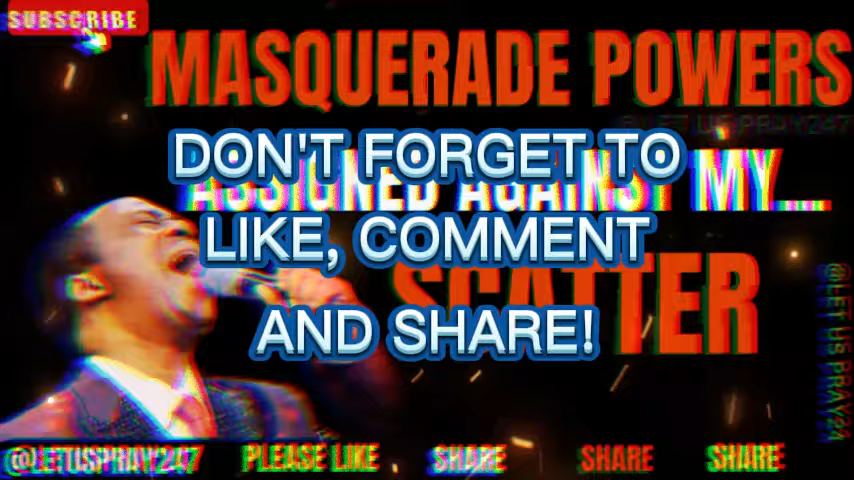 SUBSCRIBE
MASQUERADE POWERS
@LET US PRAY247
DON'T FORGET TO
ASSIGNED AGAINST MY...
LIKE, COMMENT
SCATTER
AND SHARE!
@LET US PRAY24
@LETUSPRAY247 PLEASE LIKE SHARE SHARE SHARE